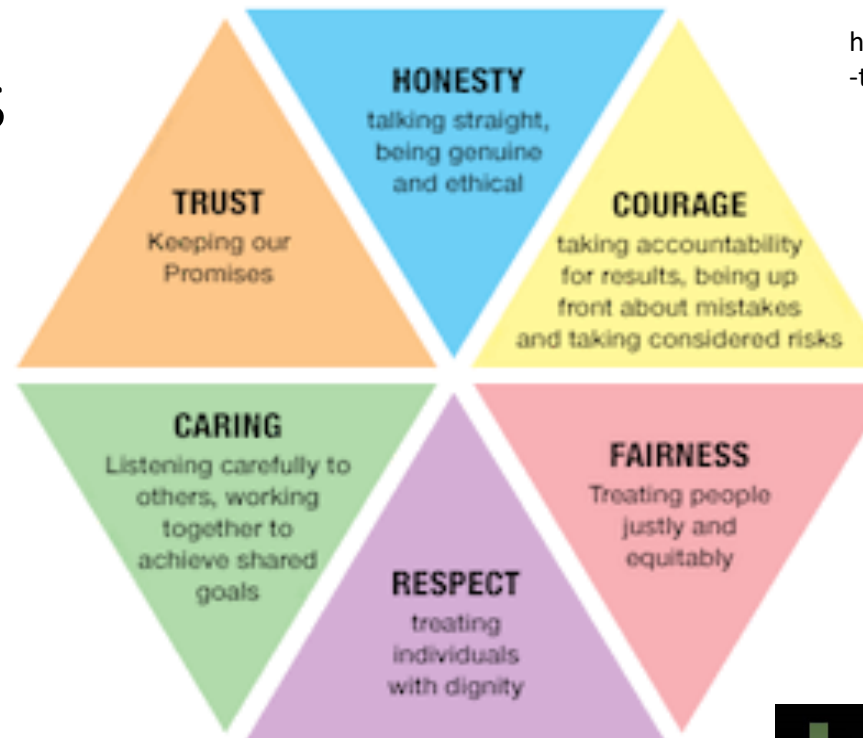 HONESTY
talking straight,
being genuine
and ethical
TRUST
Keeping our
Promises
COURAGE
taking accountability
for results, being up
front about mistakes
and taking considered risks
CARING
Listening carefully to
others, working
together to
achieve shared
goals
RESPECT
treating
individuals
with dignity
FAIRNESS
Treating people
justly and
equitably